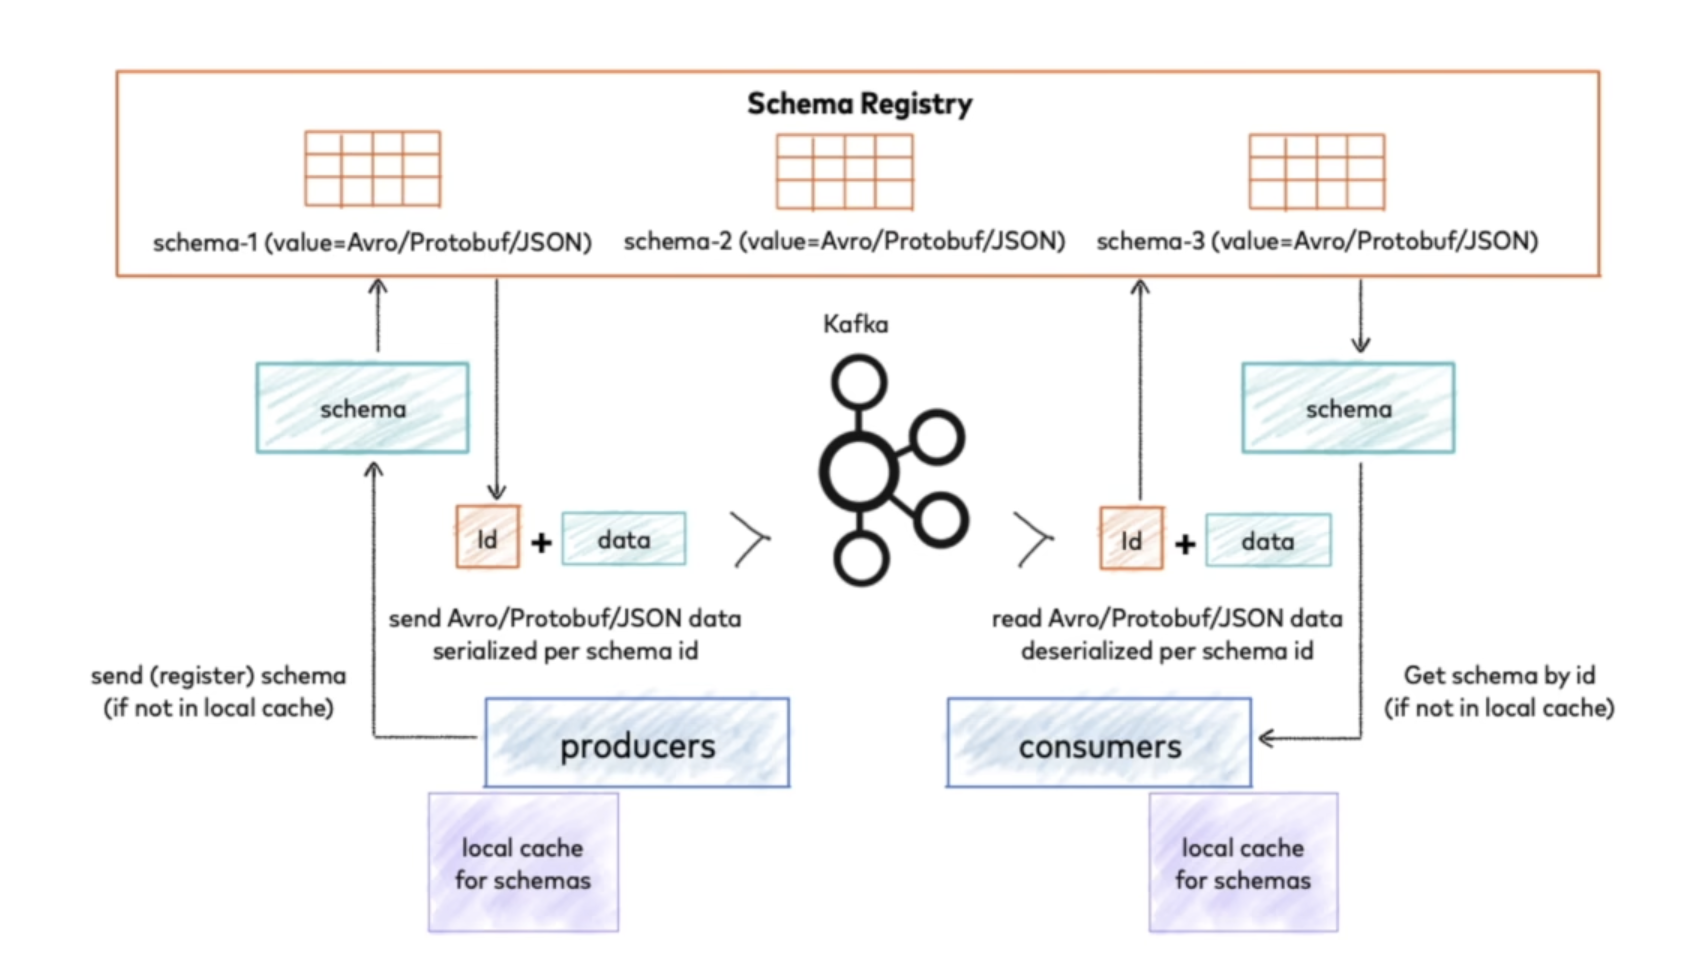 Schema Registry
schema-1 (value=Avro/Protobuf/JSON)
schema-2 (value=Avro/Protobuf/JSON)
schema-3 (value=Avro/Protobuf/JSON)
Kafka
schema
schema
Id
+
data
Id
+
data
send Avro/Protobuf/JSON data
serialized per schema id
read Avro/Protobuf/JSON data
deserialized per schema id
send (register) schema
(if not in local cache)
Get schema by id
(if not in local cache)
producers
consumers
local cache
for schemas
local cache
for schemas